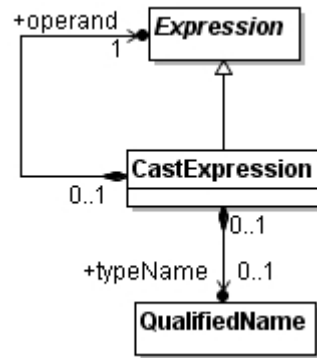 +operand
Expression
1
CastExpression
0..1
0..1
+typeName
0..1
QualifiedName